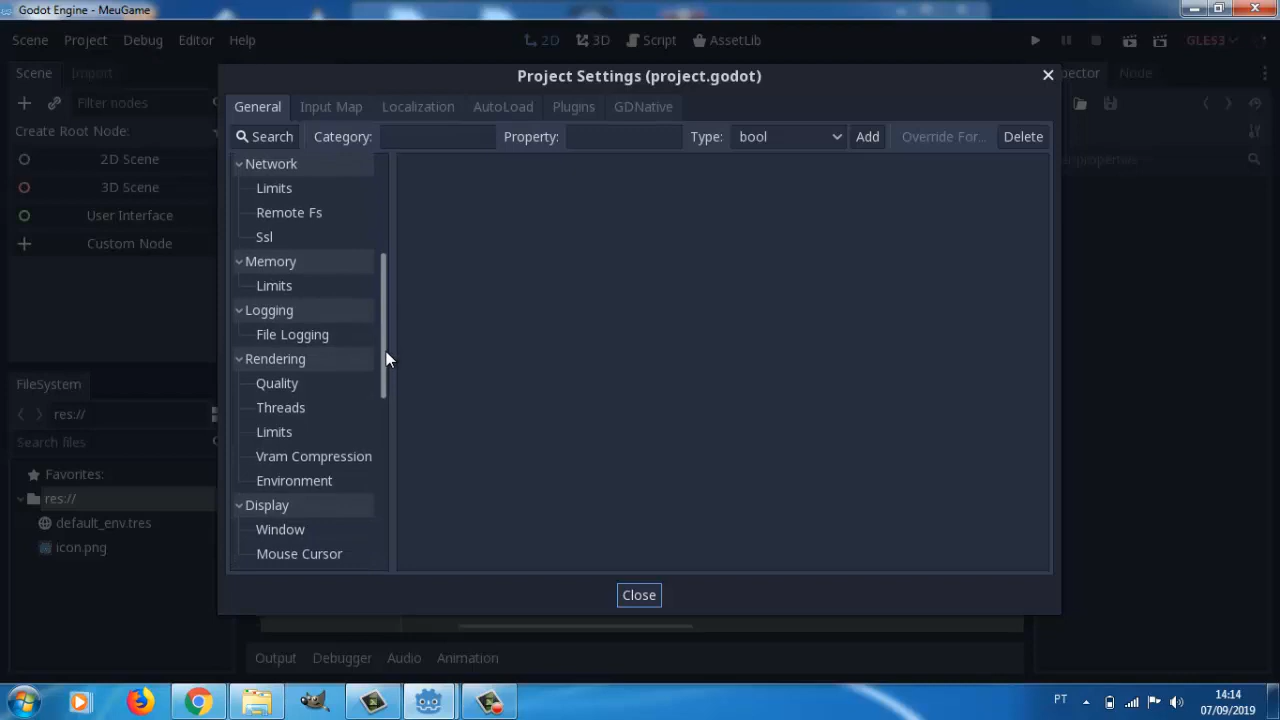 Godot Engine - MeuGame
Scene Project Debug Editor Help 2D 3D Script AssetLib GLES3
Scene Import
Filter nodes
Create Root Node:
2D Scene
3D Scene
User Interface
Custom Node
FileSystem
res://
Search files
Favorites:
res://
default_env.tres
icon.png
Project Settings (project.godot)
General Input Map Localization AutoLoad Plugins GDNative
Search Category: Property: Type: bool Add Override For... Delete
Network
Limits
Remote Fs
Ssl
Memory
Limits
Logging
File Logging
Rendering
Quality
Threads
Limits
Vram Compression
Environment
Display
Window
Mouse Cursor
Close
Node
Output Debugger Audio Animation
PT
14:14
07/09/2019